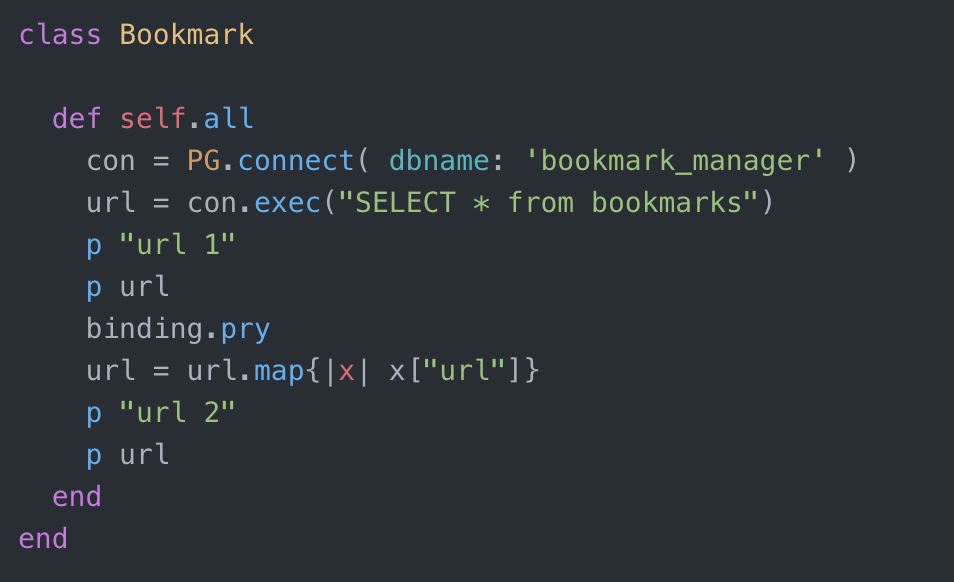 class Bookmark
def self.all
con = PG.connect( dbname: 'bookmark_manager' )
url = con.exec("SELECT * from bookmarks")
p "url 1"
p url
binding.pry
url = url.map{|x| x["url"]}
p "url 2"
p url
end
end